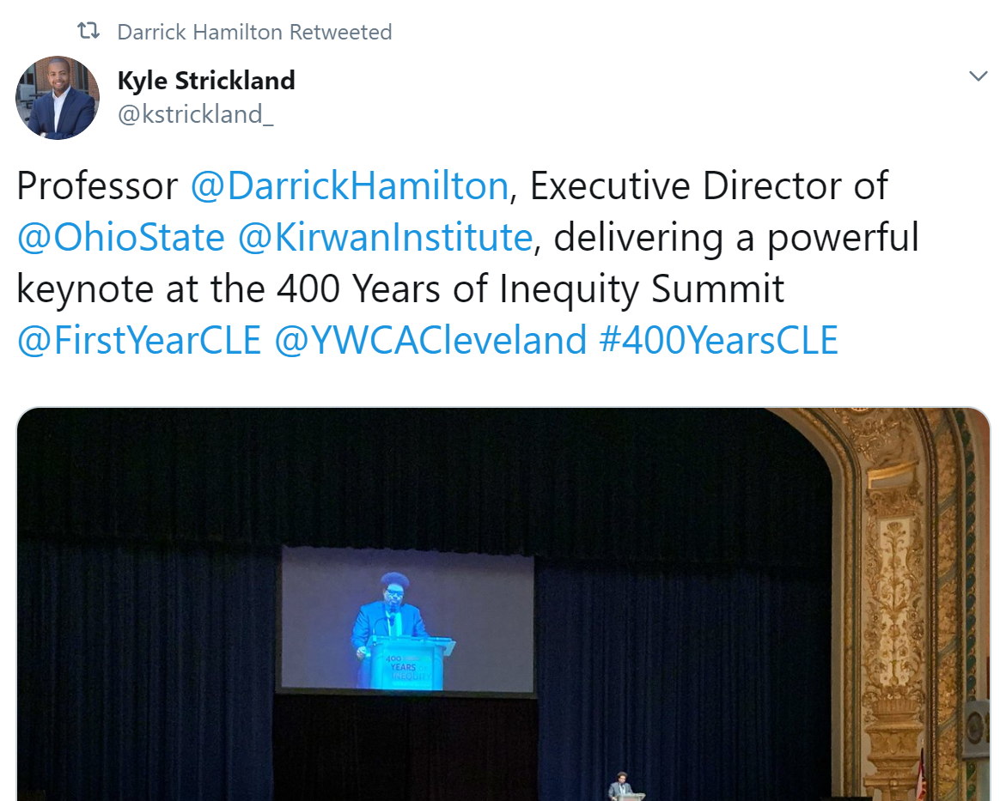 Darrick Hamilton Retweeted
Kyle Strickland
@kstrickland_
Professor @DarrickHamilton, Executive Director of
@OhioState @KirwanInstitute, delivering a powerful
keynote at the 400 Years of Inequity Summit
@FirstYearCLE @YWCACleveland #400YearsCLE
400
YEARS OF
INEQUITY